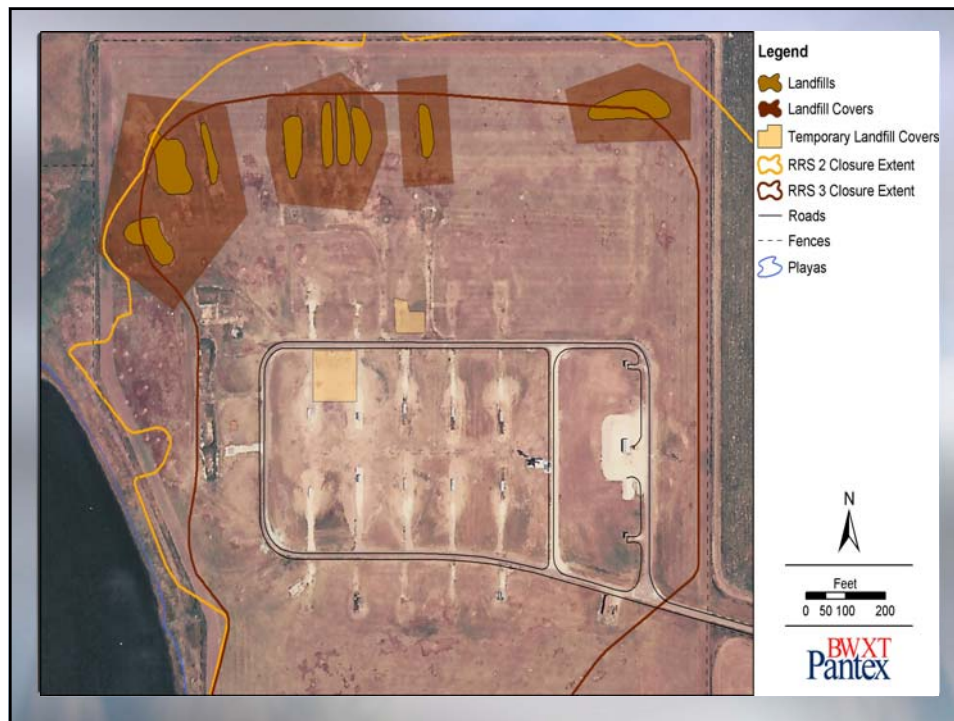 Legend
Landfills
Landfill Covers
Temporary Landfill Covers
RRS 2 Closure Extent
RRS 3 Closure Extent
Roads
Fences
Playas
N
Feet
0 50 100 200
BWXT
Pantex